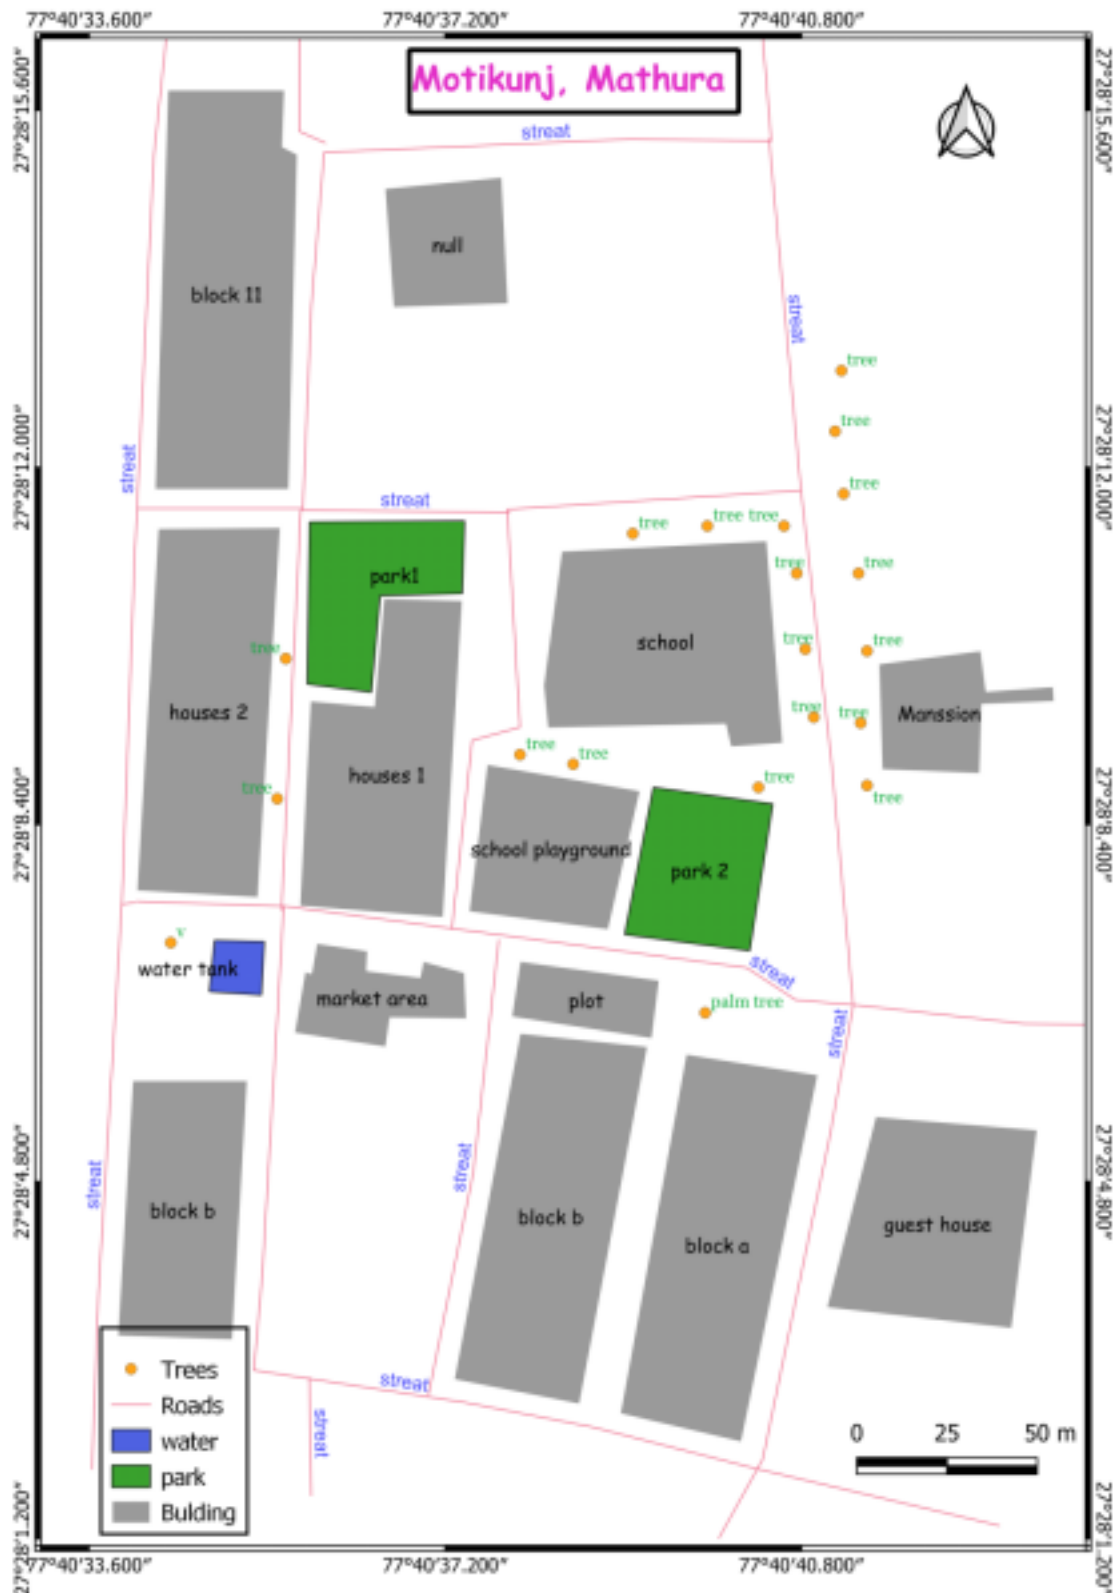 77°40'33.600" 77°40'37.200" 77°40'40.800"
Motikunj, Mathura
27°28'15.600" 27°28'15.600"
streat
null
block 11
streat
tree
tree
27°28'12.000" 27°28'12.000"
streat
streat
tree
tree
tree tree
park1
tree
tree
school
tree
tree
tree
houses 2
tree
tree
Manssion
tree
tree
houses 1
tree
tree
tree
27°28'8.400" 27°28'8.400"
school playground
park 2
v
water tank
market area
plot
streat
palm tree
streat
27°28'4.800" 27°28'4.800"
streat
streat
block b
block b
block a
guest house
streat
streat
Trees
Roads
water
park
Bulding
0 25 50 m
27°28'1.200" 27°28'1.200"
77°40'33.600" 77°40'37.200" 77°40'40.800"